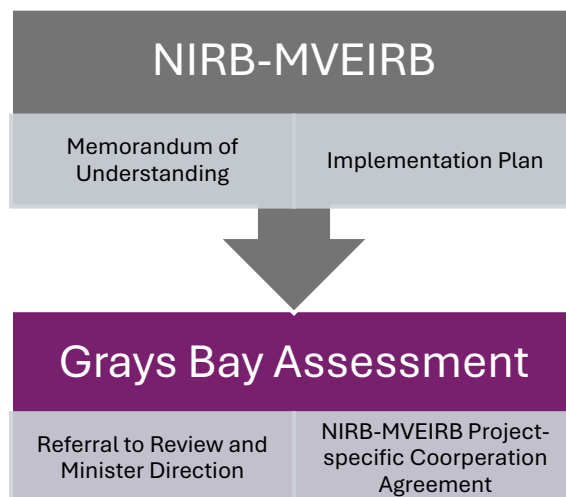 NIRB-MVEIRB
Memorandum of
Understanding
Implementation Plan
Grays Bay Assessment
Referral to Review and
Minister Direction
NIRB-MVEIRB Project-
specific Coorperation
Agreement